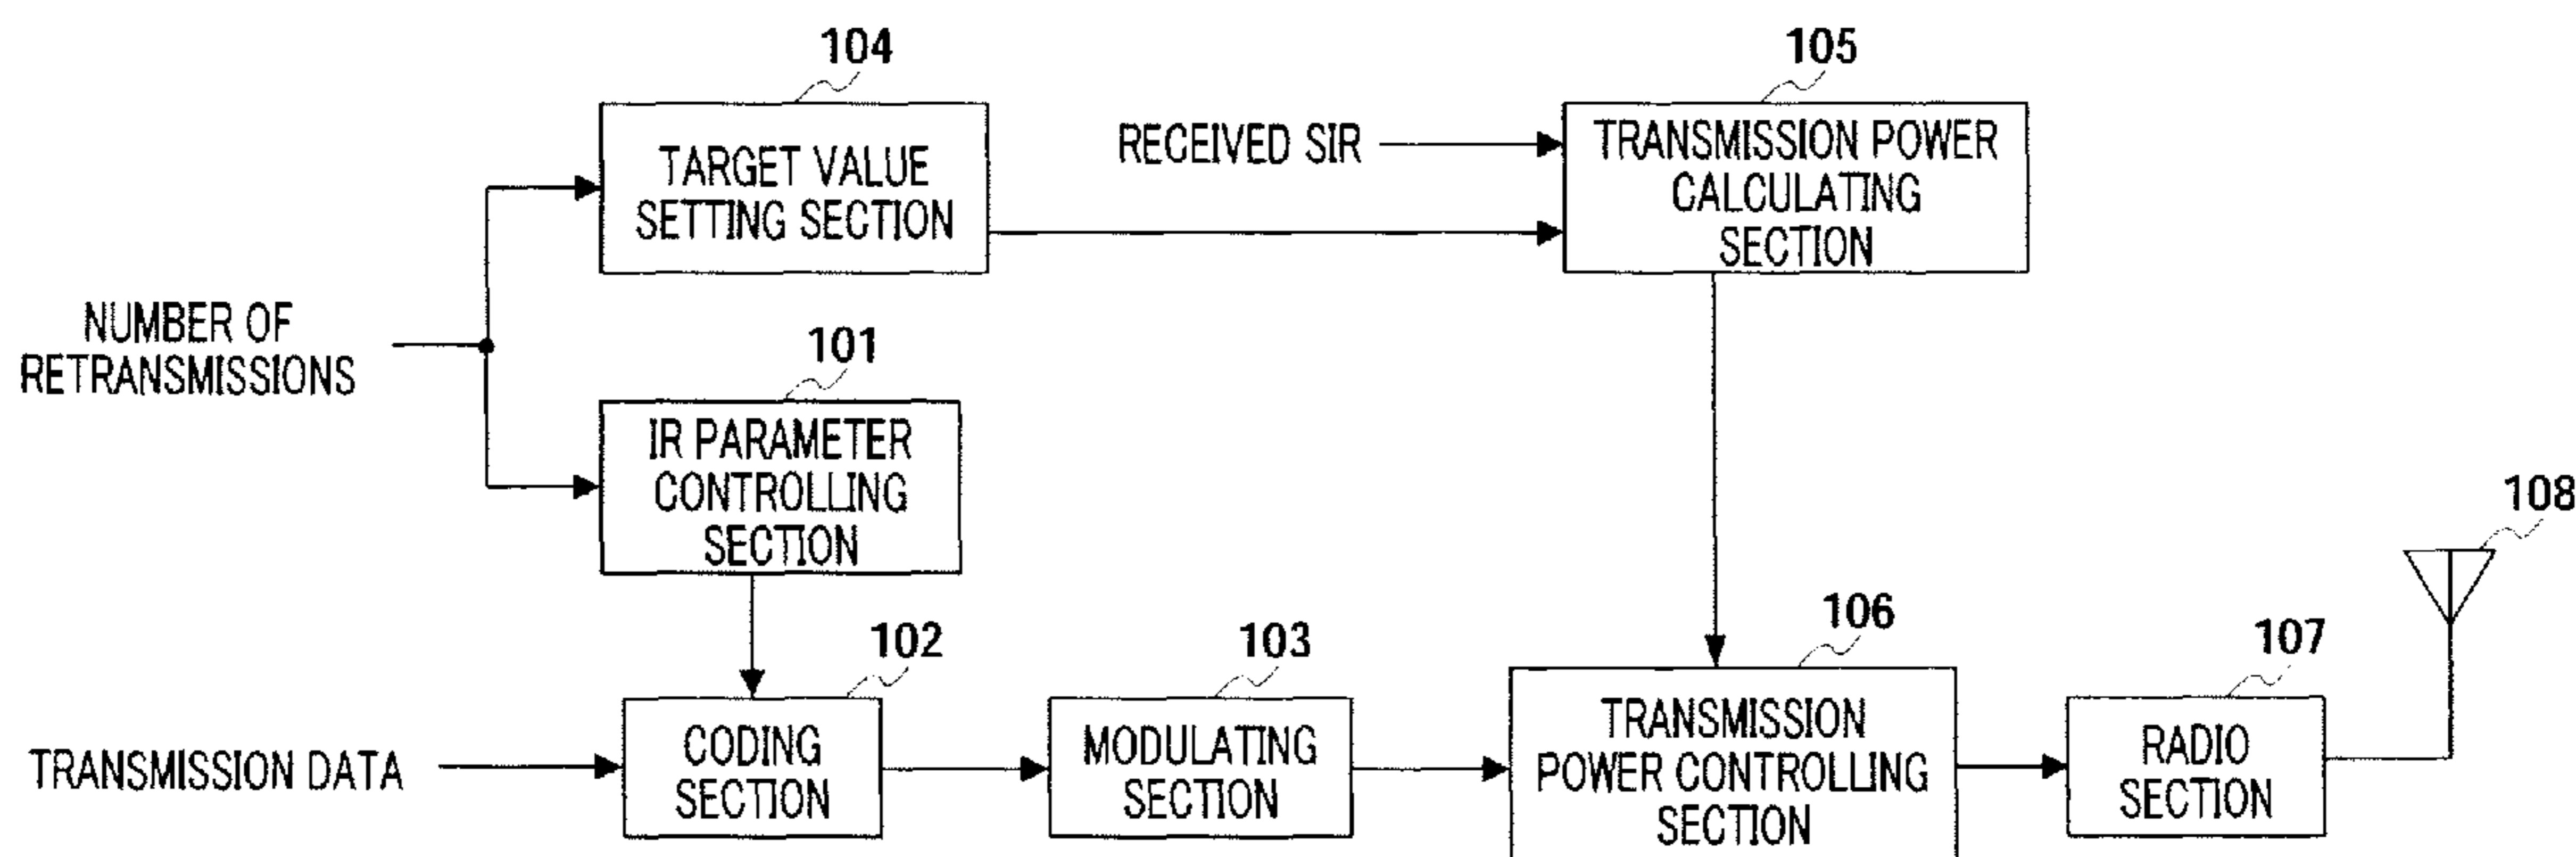 104
105
TARGET VALUE
SETTING SECTION
RECEIVED SIR
TRANSMISSION POWER
CALCULATING
SECTION
NUMBER OF
RETRANSMISSIONS
101
IR PARAMETER
CONTROLLING
SECTION
108
102
103
106
107
TRANSMISSION DATA
CODING
SECTION
MODULATING
SECTION
TRANSMISSION
POWER CONTROLLING
SECTION
RADIO
SECTION